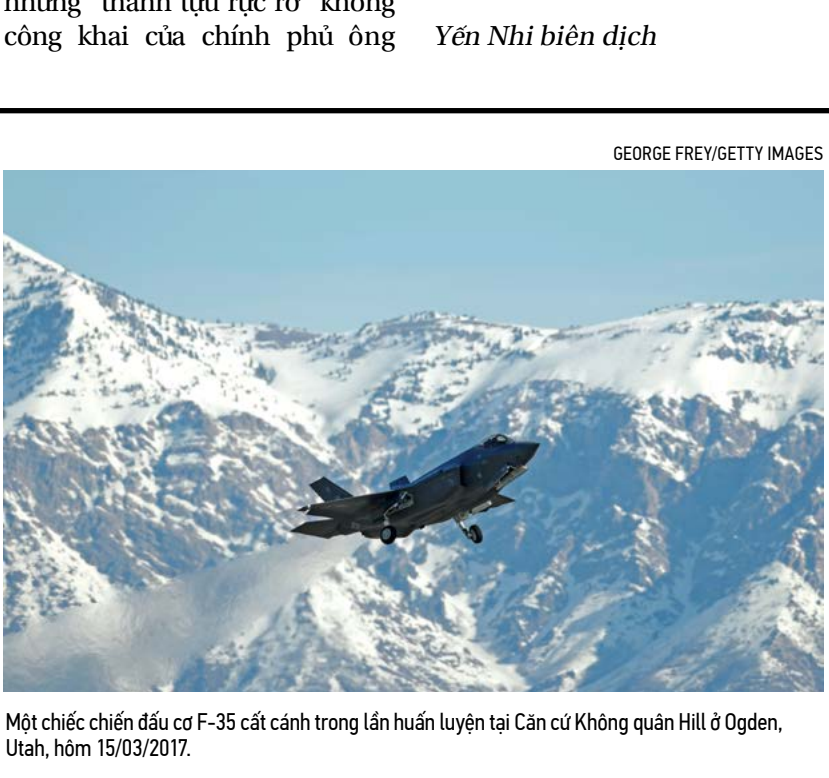 những "thành tựu rực rỡ" không
công khai của chính phủ ông
Yến Nhi biên dịch
GEORGE FREY/GETTY IMAGES
Một chiếc chiến đấu cơ F-35 cất cánh trong lần huấn luyện tại Căn cứ Không quân Hill ở Ogden,
Utah, hôm 15/03/2017.